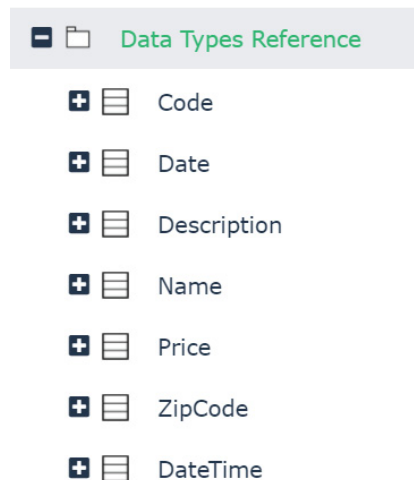 Data Types Reference
Code
Date
Description
Name
Price
ZipCode
DateTime